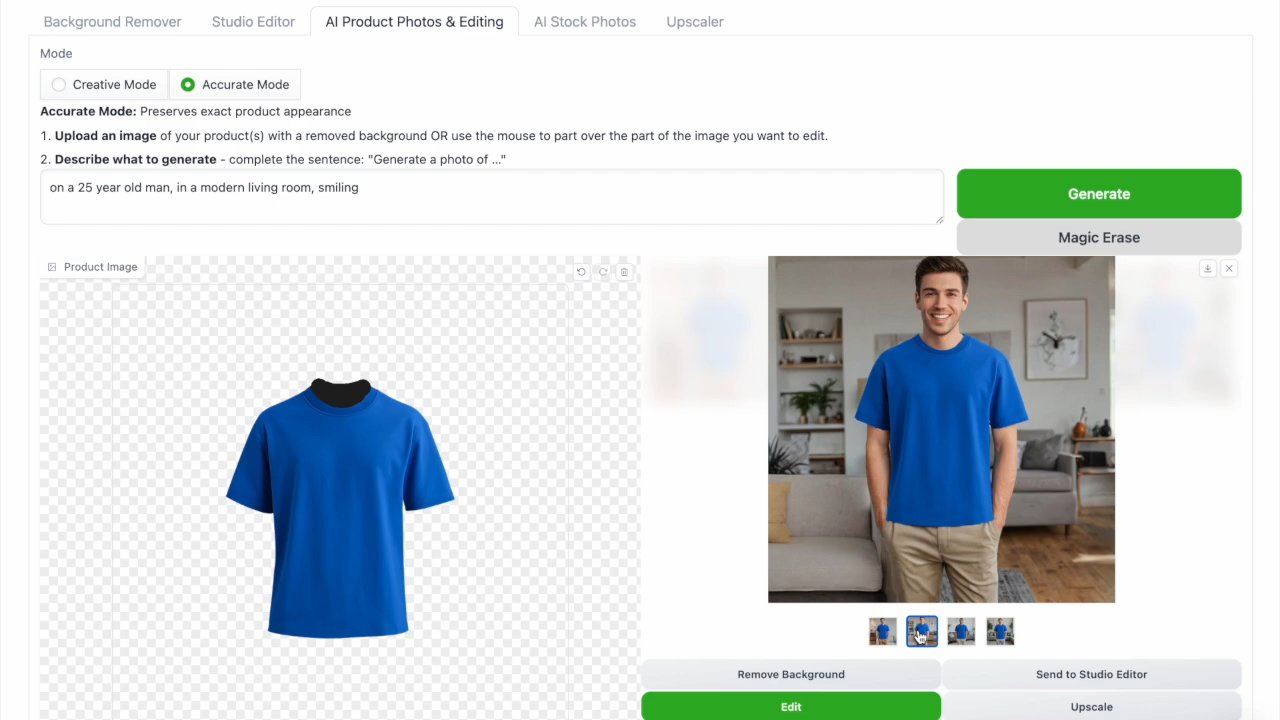 Background Remover
Studio Editor
AI Product Photos & Editing
AI Stock Photos
Upscaler
Mode
Creative Mode
Accurate Mode
Accurate Mode: Preserves exact product appearance
1. Upload an image of your product(s) with a removed background OR use the mouse to part over the part of the image you want to edit.
2. Describe what to generate - complete the sentence: "Generate a photo of ..."
on a 25 year old man, in a modern living room, smiling
Generate
Magic Erase
Product Image
Remove Background
Send to Studio Editor
Edit
Upscale